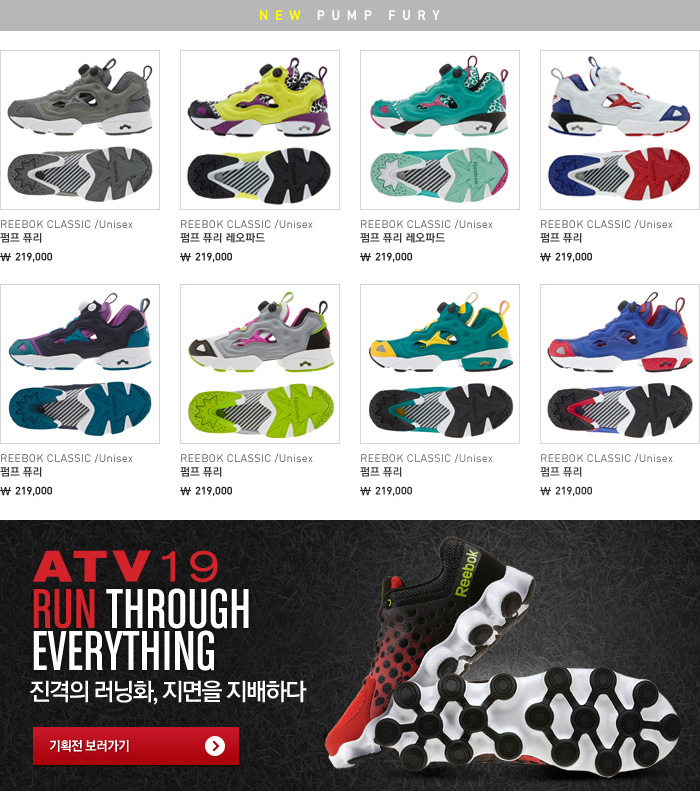 NEW PUMP FURY
REEBOK CLASSIC /Unisex
펌프 퓨리
₩ 219,000
REEBOK CLASSIC /Unisex
펌프 퓨리 레오파드
₩ 219,000
REEBOK CLASSIC /Unisex
펌프 퓨리 레오파드
₩ 219,000
REEBOK CLASSIC /Unisex
펌프 퓨리
₩ 219,000
REEBOK CLASSIC /Unisex
펌프 퓨리
₩ 219,000
REEBOK CLASSIC /Unisex
펌프 퓨리
₩ 219,000
REEBOK CLASSIC /Unisex
펌프 퓨리
₩ 219,000
REEBOK CLASSIC /Unisex
펌프 퓨리
₩ 219,000
ATV 19
RUN THROUGH
EVERYTHING
진격의 러닝화, 지면을 지배하다
기획전 보러가기
Reebok